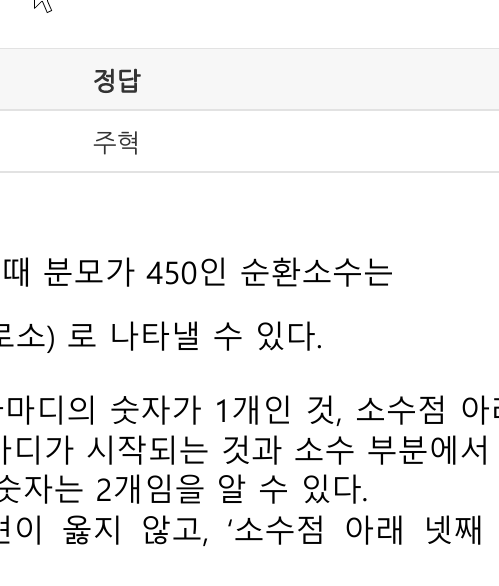 정답
주혁
때 분모가 450인 순환소수는
로소) 로 나타낼 수 있다.
마디의 숫자가 1개인 것, 소수점 아래
마디가 시작되는 것과 소수 부분에서
숫자는 2개임을 알 수 있다.
견이 옳지 않고, ‘소수점 아래 넷째